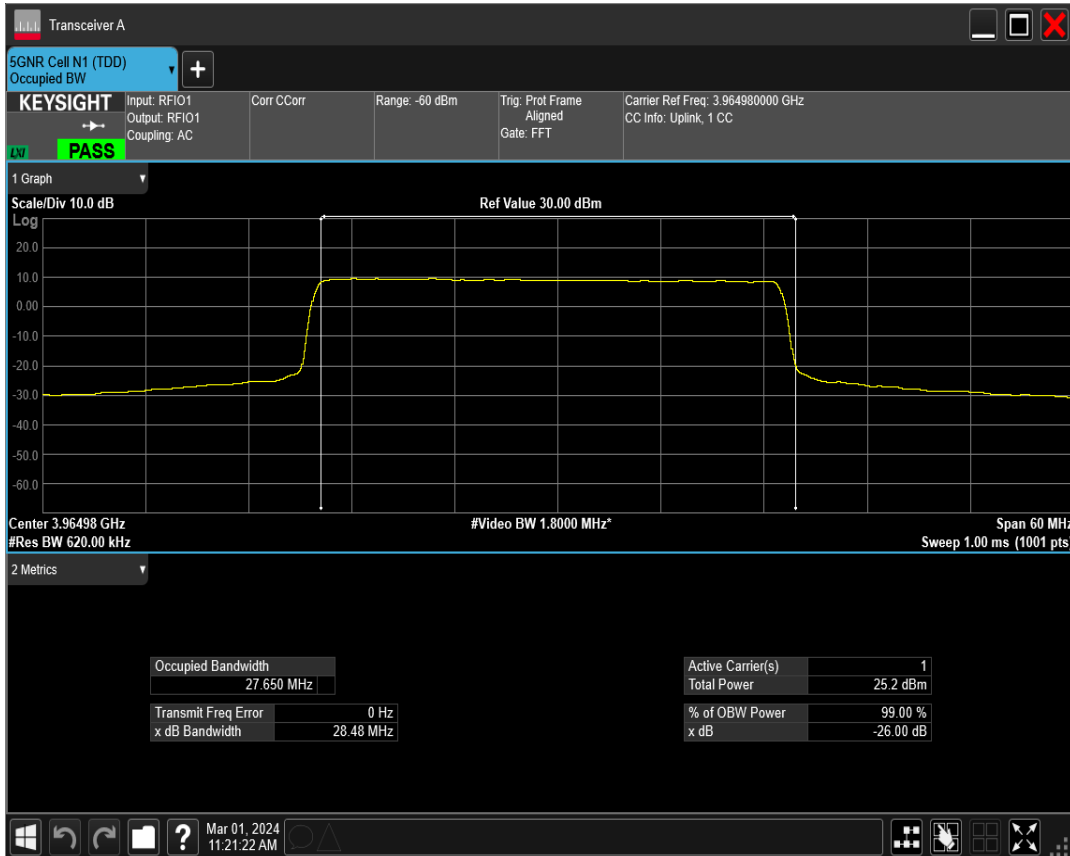 Transceiver A
5GNR Cell N1 (TDD)
Occupied BW
+
KEYSIGHT
LXI
PASS
Input: RFIO1
Output: RFIO1
Coupling: AC
Corr CCorr
Range: -60 dBm
Trig: Prot Frame
Aligned
Gate: FFT
Carrier Ref Freq: 3.964980000 GHz
CC Info: Uplink, 1 CC
1 Graph
Scale/Div 10.0 dB
Ref Value 30.00 dBm
Log
20.0
10.0
0.00
-10.0
-20.0
-30.0
-40.0
-50.0
-60.0
Center 3.96498 GHz
#Video BW 1.8000 MHz*
Span 60 MHz
#Res BW 620.00 kHz
Sweep 1.00 ms (1001 pts)
2 Metrics
Occupied Bandwidth
27.650 MHz
Transmit Freq Error 0 Hz
x dB Bandwidth 28.48 MHz
Active Carrier(s) 1
Total Power 25.2 dBm
% of OBW Power 99.00 %
x dB -26.00 dB
?
Mar 01, 2024
11:21:22 AM